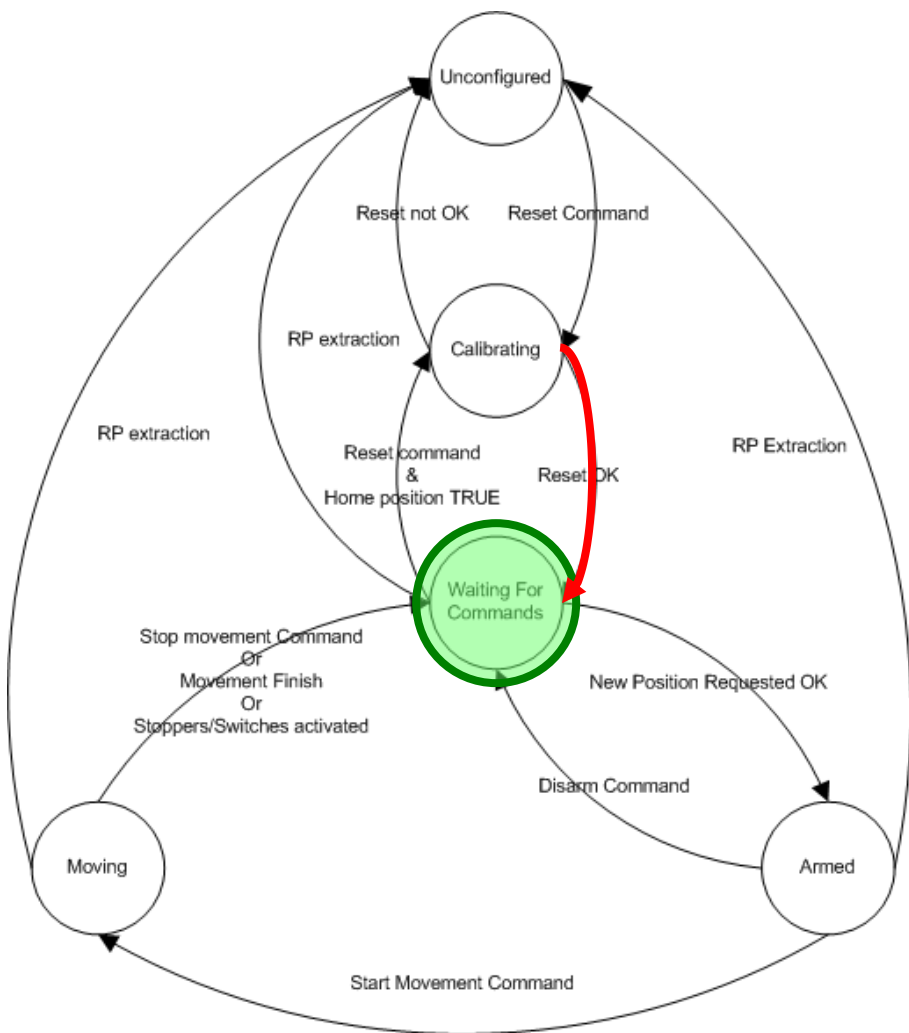 Unconfigured
Reset not OK
Reset Command
RP extraction
Calibrating
RP extraction
Reset command
&
Home position TRUE
Reset OK
RP Extraction
Waiting For
Commands
Stop movement Command
Or
Movement Finish
Or
Stoppers/Switches activated
New Position Requested OK
Disarm Command
Moving
Armed
Start Movement Command